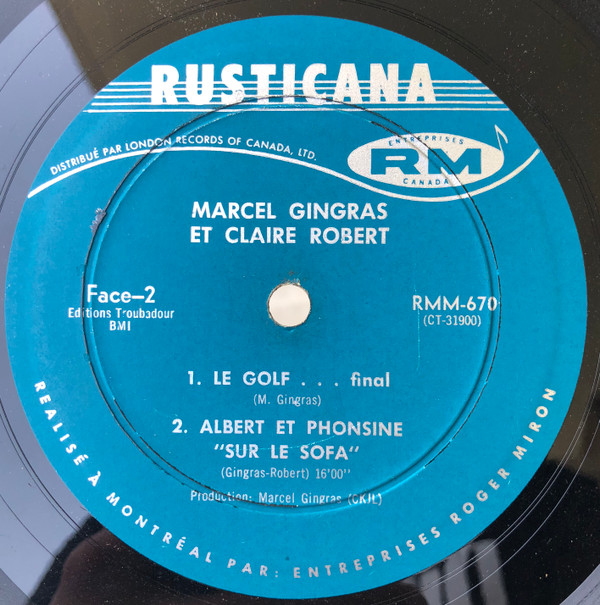 RUSTICANA
DISTRIBUÉ PAR LONDON RECORDS OF CANADA, LTD.
ENTREPRISES
RM
CANADA
MARCEL GINGRAS
ET CLAIRE ROBERT
Face-2
Editions Troubadour
BMI
RMM-670
(CT-31900)
1. LE GOLF . . . final
(M. Gingras)
2. ALBERT ET PHONSINE
"SUR LE SOFA"
(Gingras-Robert) 16'00"
Production: Marcel Gingras (CKJL)
REALISÉ À MONTRÉAL PAR: ENTREPRISES ROGER MIRON